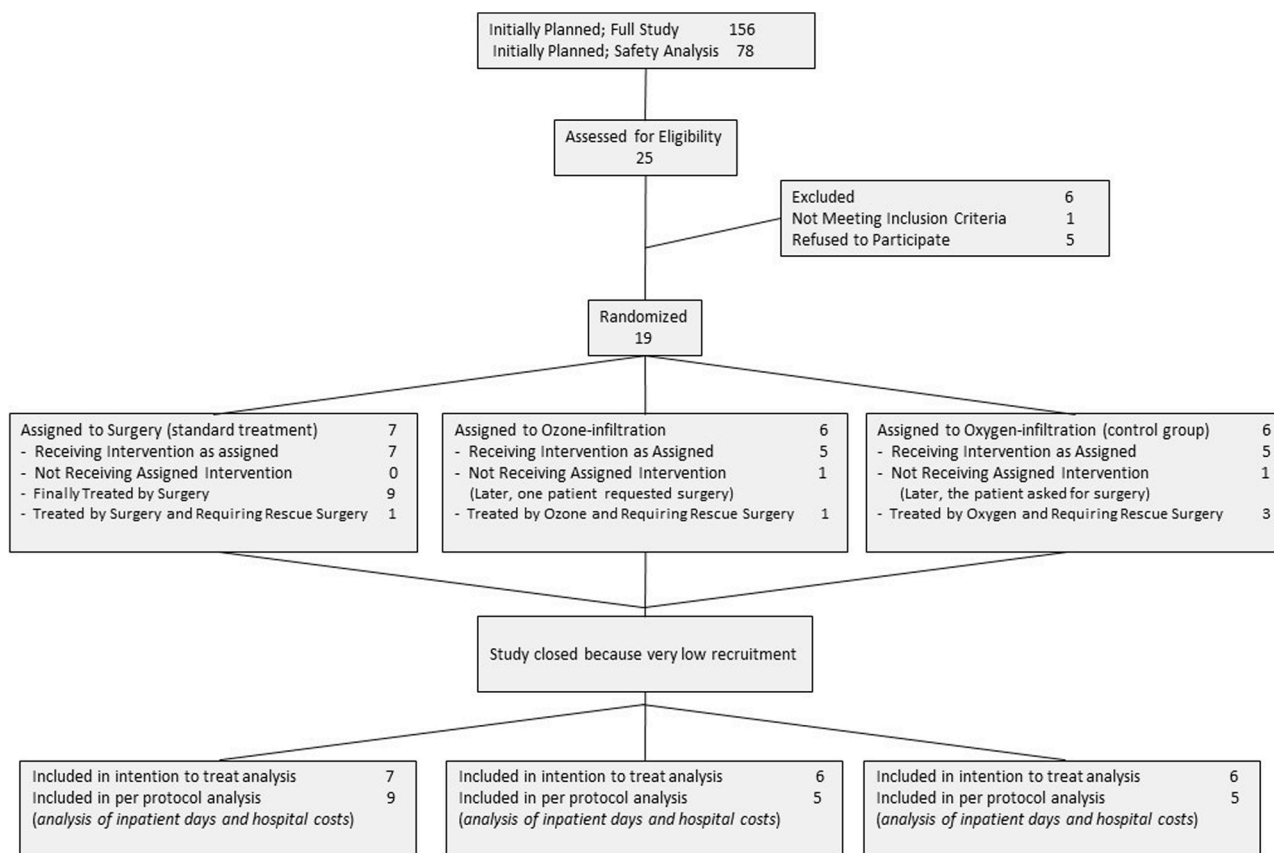 Initially Planned; Full Study 156
Initially Planned; Safety Analysis 78
Assessed for Eligibility
25
Excluded 6
Not Meeting Inclusion Criteria 1
Refused to Participate 5
Randomized
19
Assigned to Surgery (standard treatment) 7
- Receiving Intervention as assigned 7
- Not Receiving Assigned Intervention 0
- Finally Treated by Surgery 9
- Treated by Surgery and Requiring Rescue Surgery 1
Assigned to Ozone-infiltration 6
- Receiving Intervention as Assigned 5
- Not Receiving Assigned Intervention 1
(Later, one patient requested surgery)
- Treated by Ozone and Requiring Rescue Surgery 1
Assigned to Oxygen-infiltration (control group) 6
- Receiving Intervention as Assigned 5
- Not Receiving Assigned Intervention 1
(Later, the patient asked for surgery)
- Treated by Oxygen and Requiring Rescue Surgery 3
Study closed because very low recruitment
Included in intention to treat analysis 7
Included in per protocol analysis 9
(analysis of inpatient days and hospital costs)
Included in intention to treat analysis 6
Included in per protocol analysis 5
(analysis of inpatient days and hospital costs)
Included in intention to treat analysis 6
Included in per protocol analysis 5
(analysis of inpatient days and hospital costs)